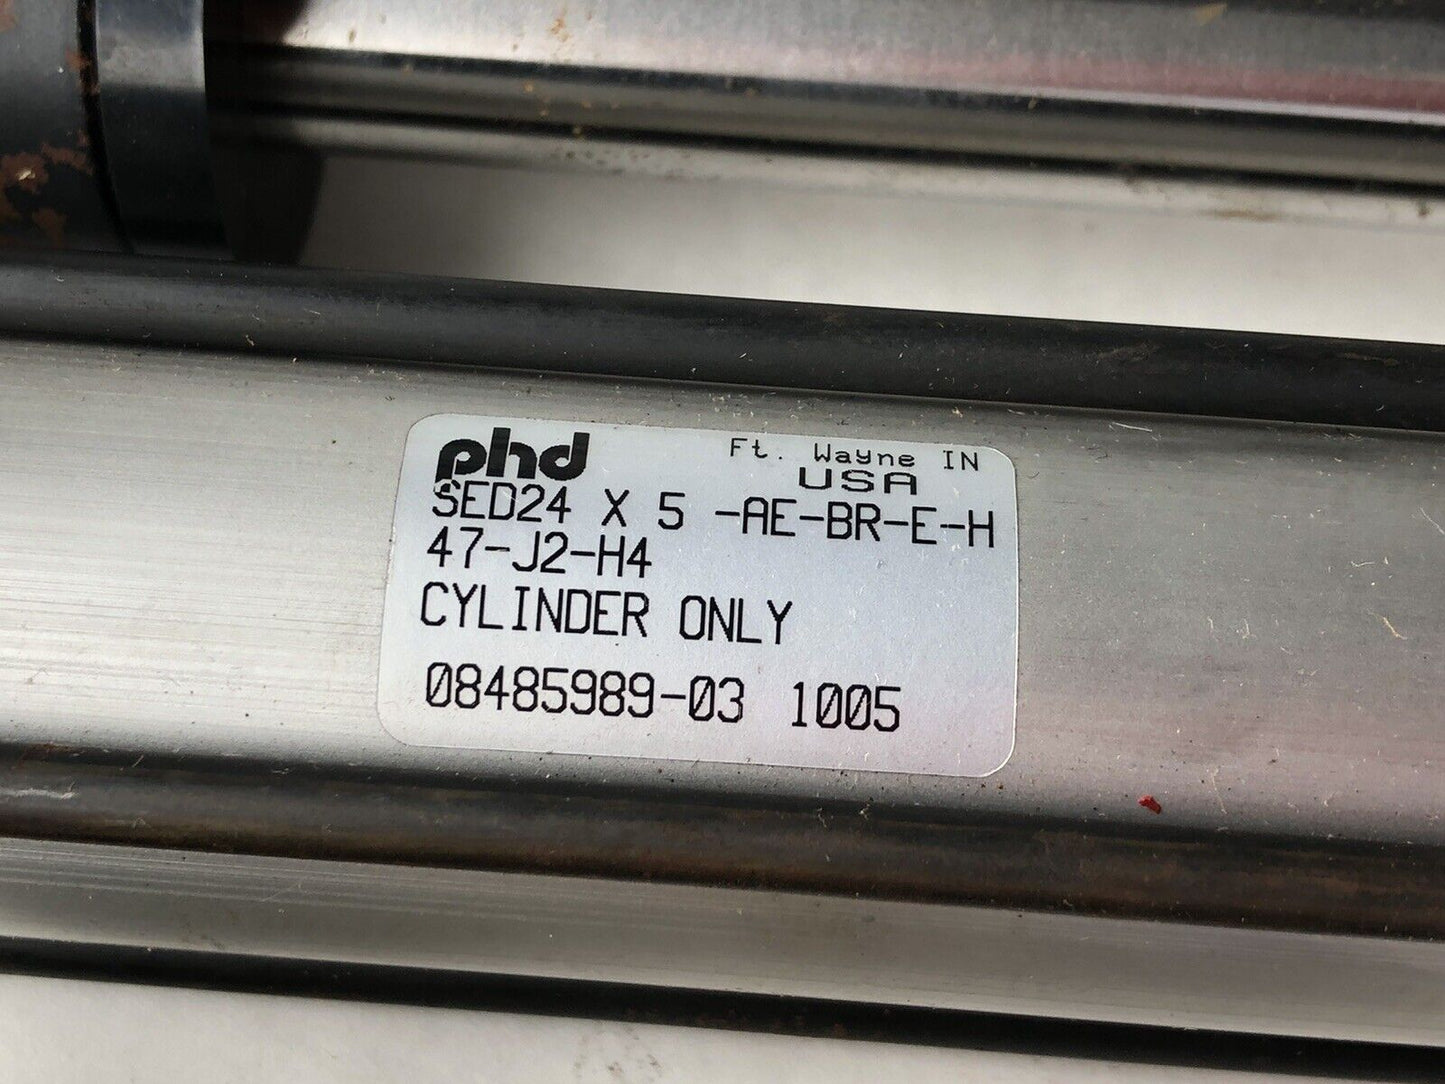 phd Ft. Wayne IN
USA
SED24 X 5 -AE-BR-E-H
47-J2-H4
CYLINDER ONLY
08485989-03 1005